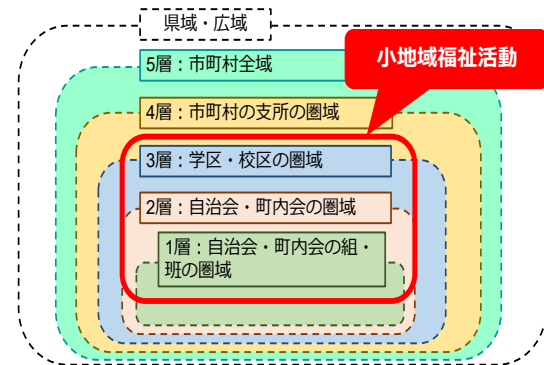 県域・広域
小地域福祉活動
5層：市町村全域
4層：市町村の支所の圏域
3層：学区・校区の圏域
2層：自治会・町内会の圏域
1層：自治会・町内会の組・
班の圏域